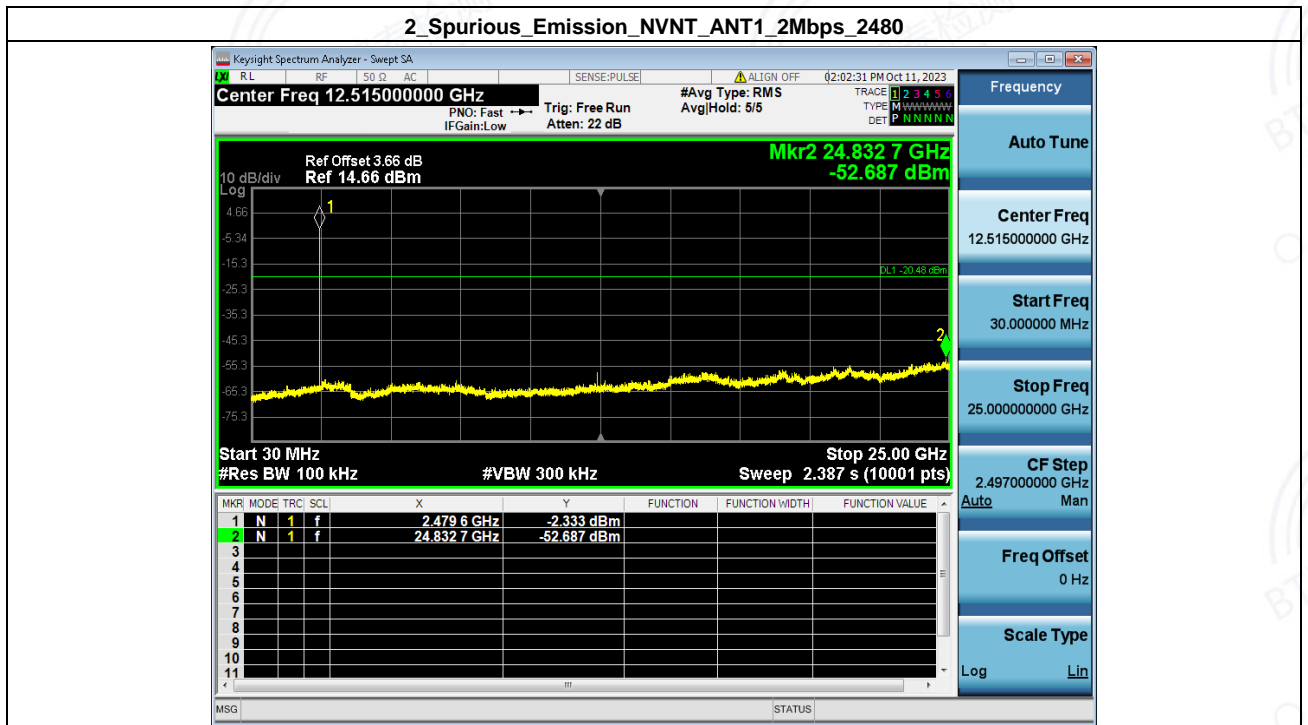 2_Spurious_Emission_NVNT_ANT1_2Mbps_2480
Keysight Spectrum Analyzer - Swept SA
LXI RL RF 50 Ω AC SENSE:PULSE ALIGN OFF 02:02:31 PM Oct 11, 2023
Center Freq 12.515000000 GHz
PNO: Fast
IFGain:Low
Trig: Free Run
Atten: 22 dB
#Avg Type: RMS
Avg|Hold: 5/5
TRACE 1 2 3 4 5 6
TYPE M WWWWW
DET P N N N N N
Mkr2 24.832 7 GHz
-52.687 dBm
Ref Offset 3.66 dB
10 dB/div Ref 14.66 dBm
Log
4.66
-5.34
-15.3
-25.3
-35.3
-45.3
-55.3
-65.3
-75.3
1
DL1 -20.48 dBm
2
Start 30 MHz Stop 25.00 GHz
#Res BW 100 kHz #VBW 300 kHz Sweep 2.387 s (10001 pts)
MKR MODE TRC SCL X Y FUNCTION FUNCTION WIDTH FUNCTION VALUE
1 N 1 f 2.479 6 GHz -2.333 dBm
2 N 1 f 24.832 7 GHz -52.687 dBm
3
4
5
6
7
8
9
10
11
MSG STATUS
Frequency
Auto Tune
Center Freq
12.515000000 GHz
Start Freq
30.000000 MHz
Stop Freq
25.000000000 GHz
CF Step
2.497000000 GHz
Auto Man
Freq Offset
0 Hz
Scale Type
Log Lin